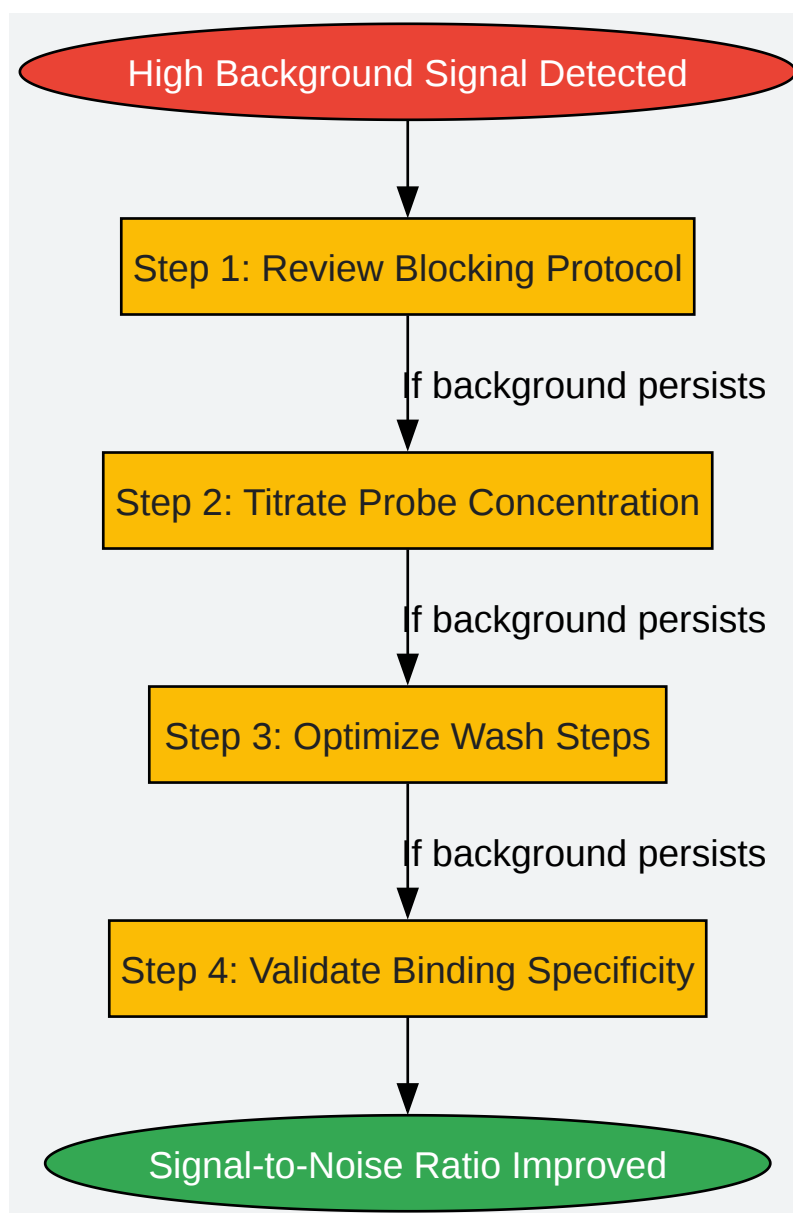 High Background Signal Detected
Step 1: Review Blocking Protocol
If background persists
Step 2: Titrate Probe Concentration
If background persists
Step 3: Optimize Wash Steps
If background persists
Step 4: Validate Binding Specificity
Signal-to-Noise Ratio Improved